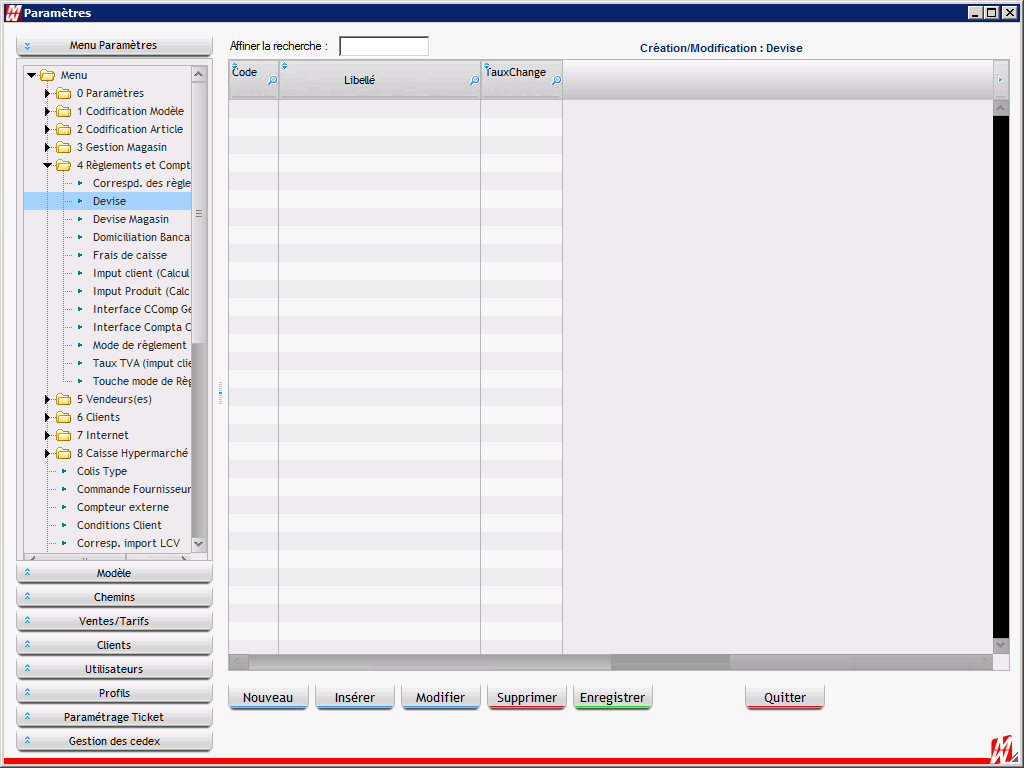 Paramètres
Menu Paramètres
Affiner la recherche :
Création/Modification : Devise
Code
Libellé
TauxChange
Menu
0 Paramètres
1 Codification Modèle
2 Codification Article
3 Gestion Magasin
4 Règlements et Compt
Correspd. des règle
Devise
Devise Magasin
Domiciliation Banca
Frais de caisse
Imput client (Calcul
Imput Produit (Calc
Interface CComp Ge
Interface Compta C
Mode de règlement
Taux TVA (imput clie
Touche mode de Règ
5 Vendeurs(es)
6 Clients
7 Internet
8 Caisse Hypermarché
Colis Type
Commande Fournisseur
Compteur externe
Conditions Client
Corresp. import LCV
Modèle
Chemins
Ventes/Tarifs
Clients
Utilisateurs
Profils
Paramétrage Ticket
Gestion des cedex
Nouveau
Insérer
Modifier
Supprimer
Enregistrer
Quitter